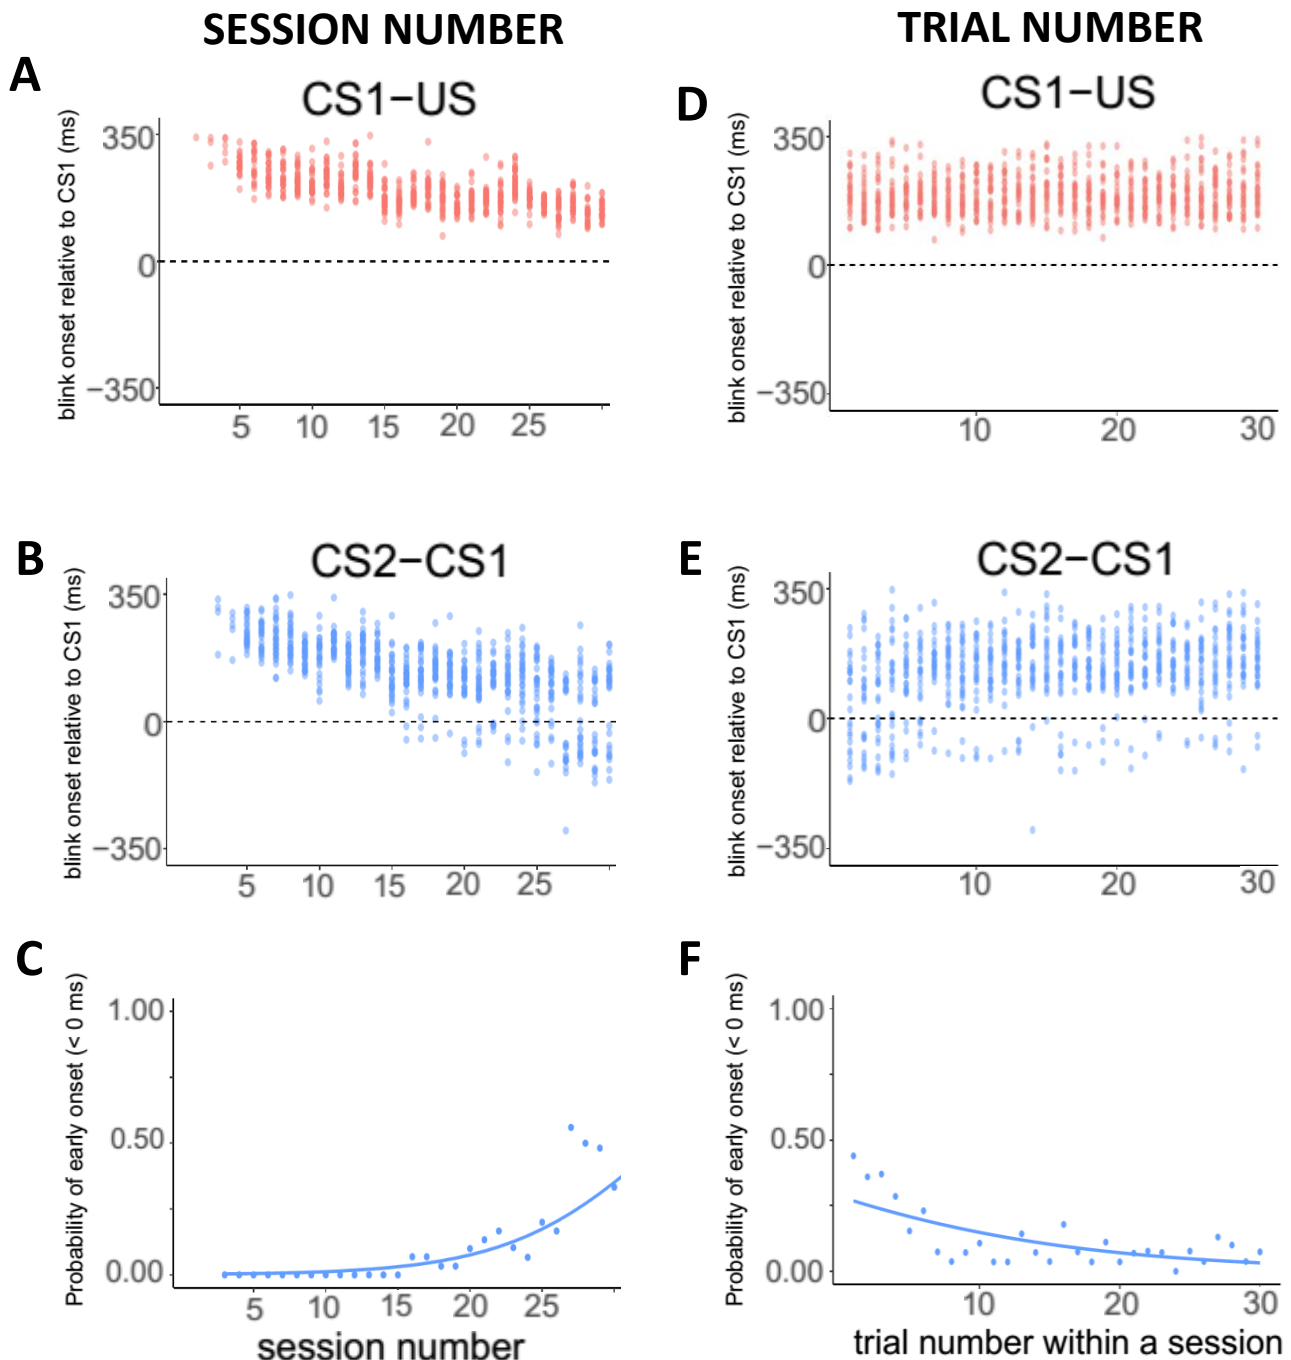 SESSION NUMBER
TRIAL NUMBER
A
CS1−US
blink onset relative to CS1 (ms)
350
0
−350
5 10 15 20 25
D
CS1−US
blink onset relative to CS1 (ms)
350
0
−350
10 20 30
B
CS2−CS1
blink onset relative to CS1 (ms)
350
0
−350
5 10 15 20 25
E
CS2−CS1
blink onset relative to CS1 (ms)
350
0
−350
10 20 30
C
Probability of early onset (< 0 ms)
1.00
0.50
0.00
5 10 15 20 25
session number
F
Probability of early onset (< 0 ms)
1.00
0.50
0.00
10 20 30
trial number within a session